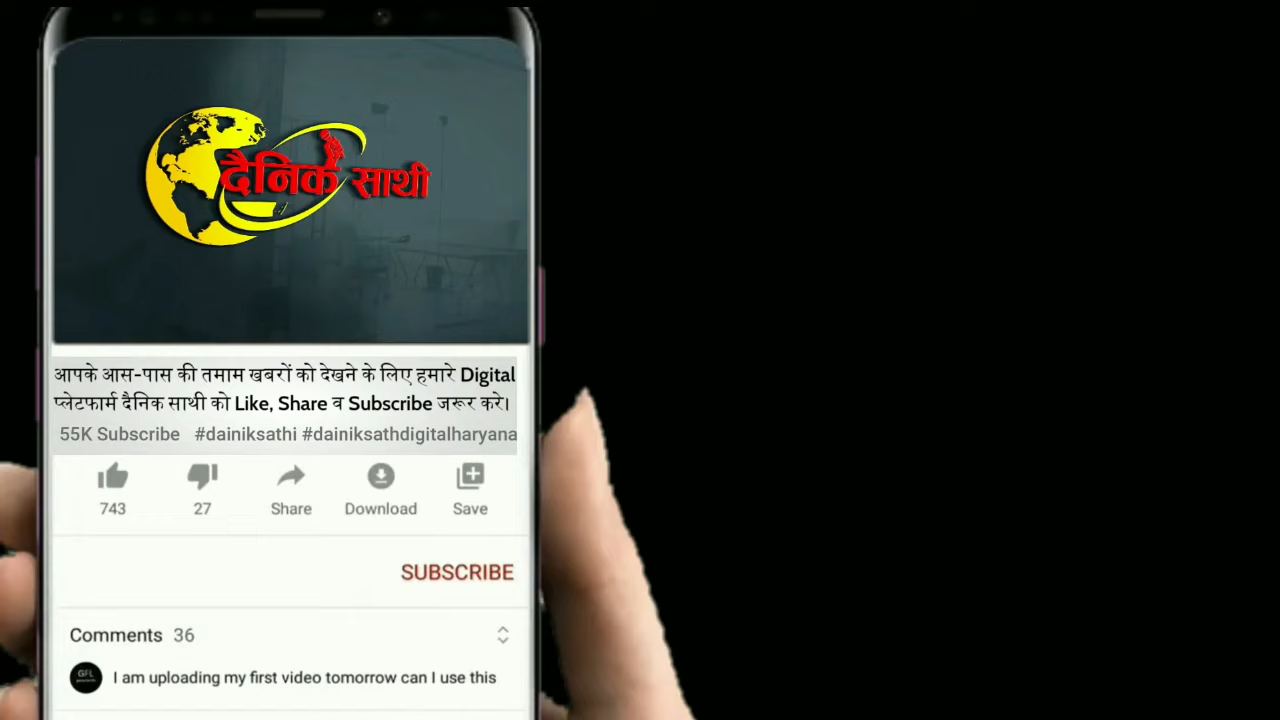 दैनिक साथी
आपके आस-पास की तमाम खबरों को देखने के लिए हमारे Digital
प्लेटफार्म दैनिक साथी को Like, Share व Subscribe जरूर करे।
55K Subscribe #dainiksathi #dainiksathdigitalharyana
743 27 Share Download Save
SUBSCRIBE
Comments 36
GFL
I am uploading my first video tomorrow can I use this